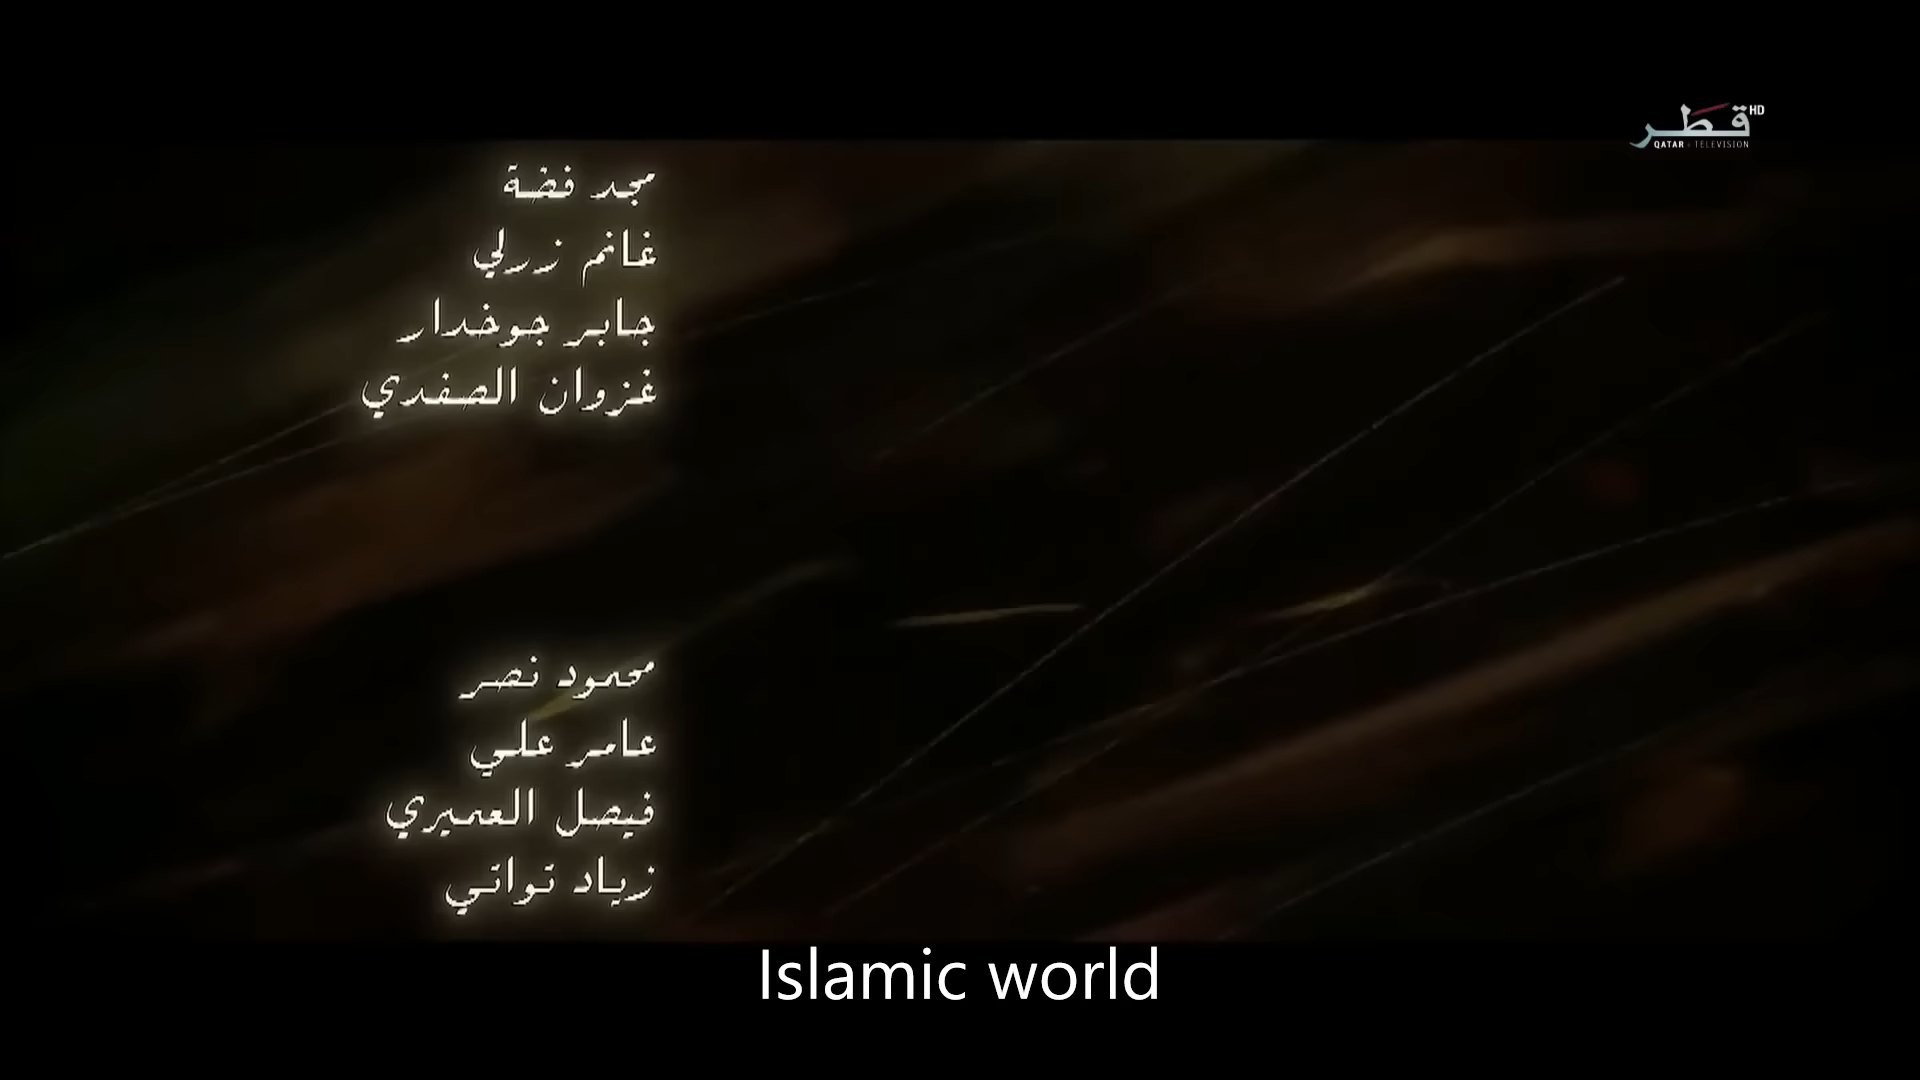 قطر HD
QATAR TELEVISION
مجد فضة
غانم زرلي
جابر جوخدار
غزوان الصفدي
محمود نصر
عامر علي
فيصل العميري
زياد تواتي
Islamic world